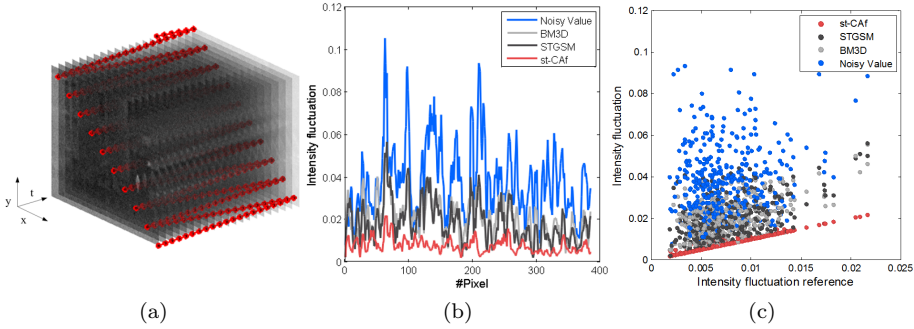 y
t
x
(a)
Intensity fluctuation
0.12
0.1
0.08
0.06
0.04
0.02
0
0
100
200
300
400
#Pixel
Noisy Value
BM3D
STGSM
st-CAf
(b)
Intensity fluctuation
0.12
0.1
0.08
0.06
0.04
0.02
0
0
0.005
0.01
0.015
0.02
0.025
Intensity fluctuation reference
st-CAf
STGSM
BM3D
Noisy Value
(c)